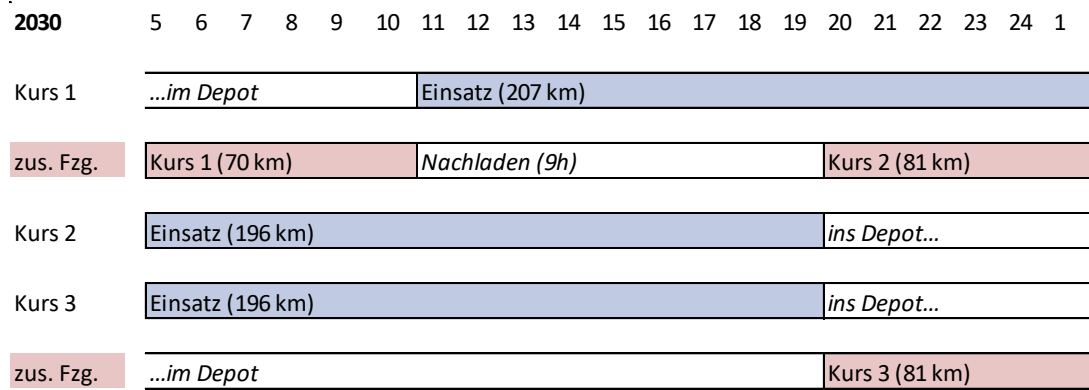 2030 5 6 7 8 9 10 11 12 13 14 15 16 17 18 19 20 21 22 23 24 1
Kurs 1 ...im Depot Einsatz (207 km)
zus. Fzg. Kurs 1 (70 km) Nachladen (9h) Kurs 2 (81 km)
Kurs 2 Einsatz (196 km) ins Depot...
Kurs 3 Einsatz (196 km) ins Depot...
zus. Fzg. ...im Depot Kurs 3 (81 km)